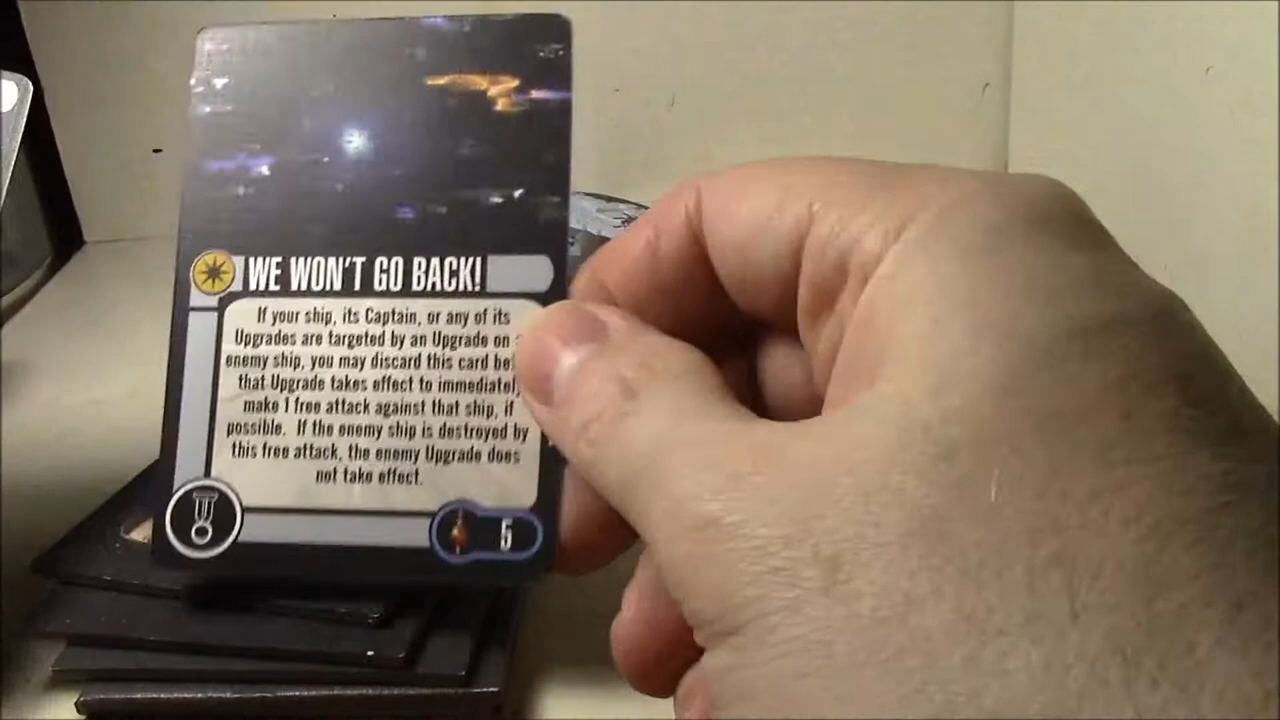 WE WON'T GO BACK!
If your ship, its Captain, or any of its
Upgrades are targeted by an Upgrade on
enemy ship, you may discard this card
that Upgrade takes effect to immediately
make 1 free attack against that ship, if
possible. If the enemy ship is destroyed by
this free attack, the enemy Upgrade does
not take effect.
5